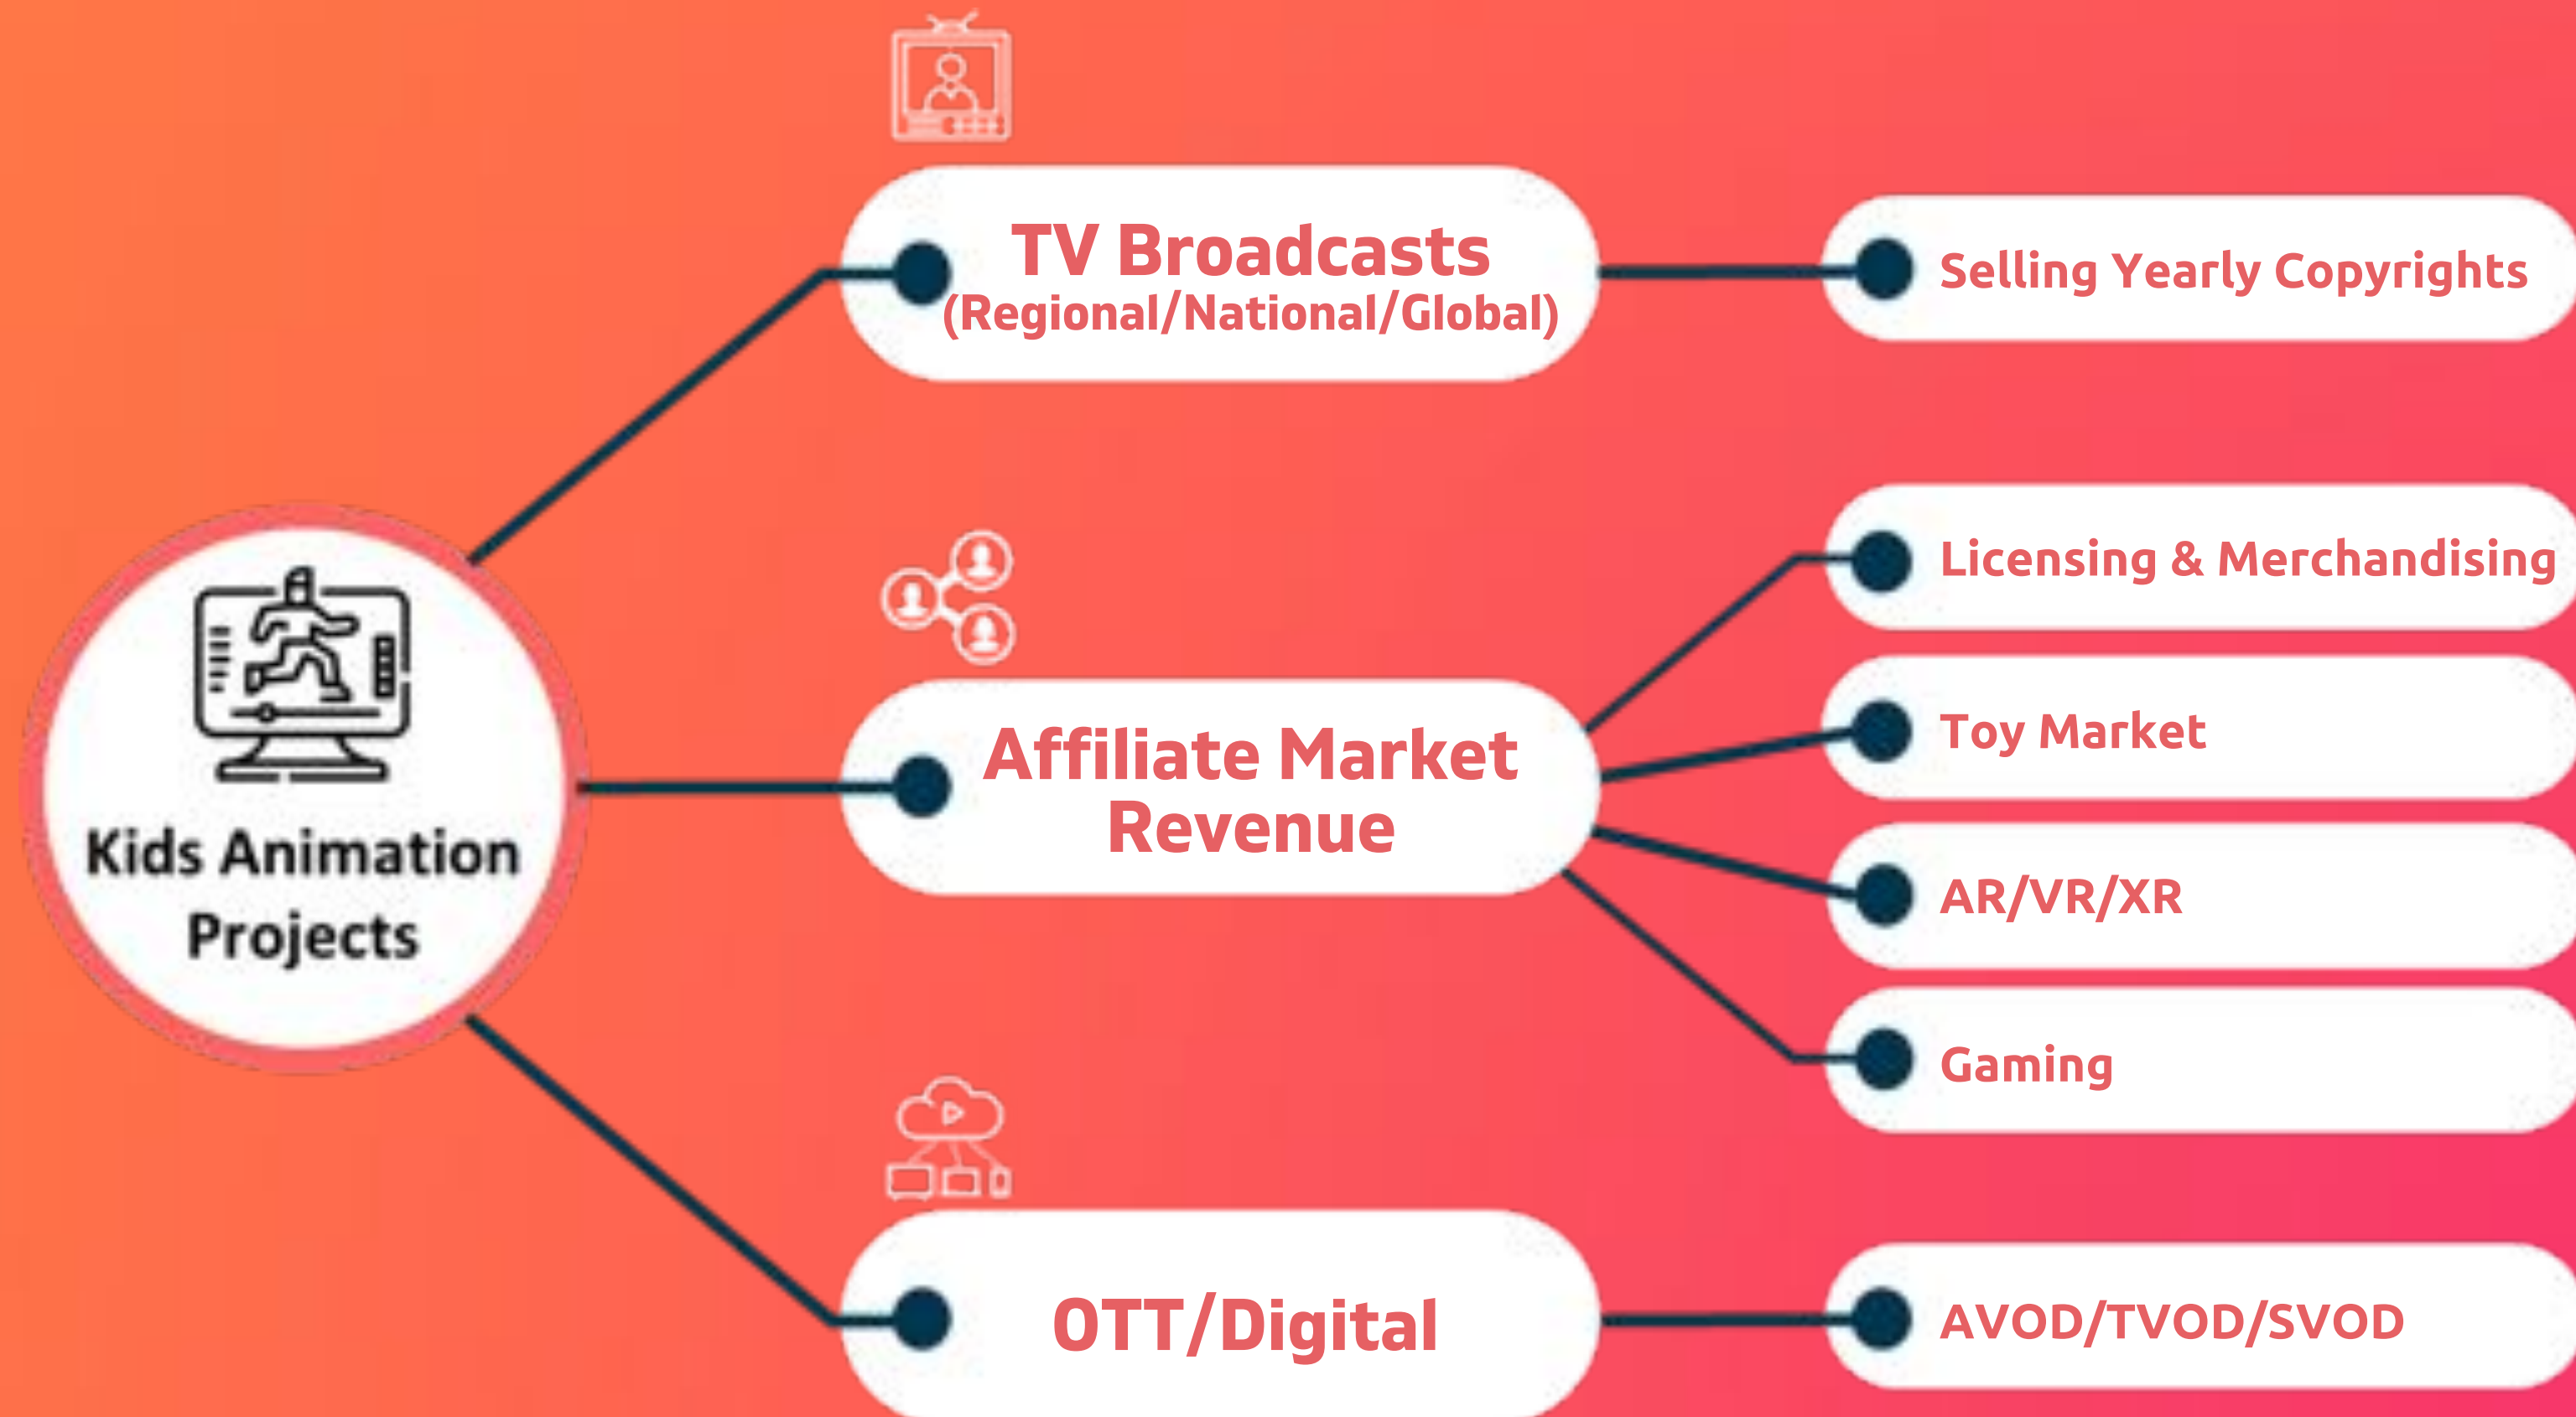 Kids Animation
Projects
TV Broadcasts
(Regional/National/Global)
Selling Yearly Copyrights
Affiliate Market
Revenue
Licensing & Merchandising
Toy Market
AR/VR/XR
Gaming
OTT/Digital
AVOD/TVOD/SVOD